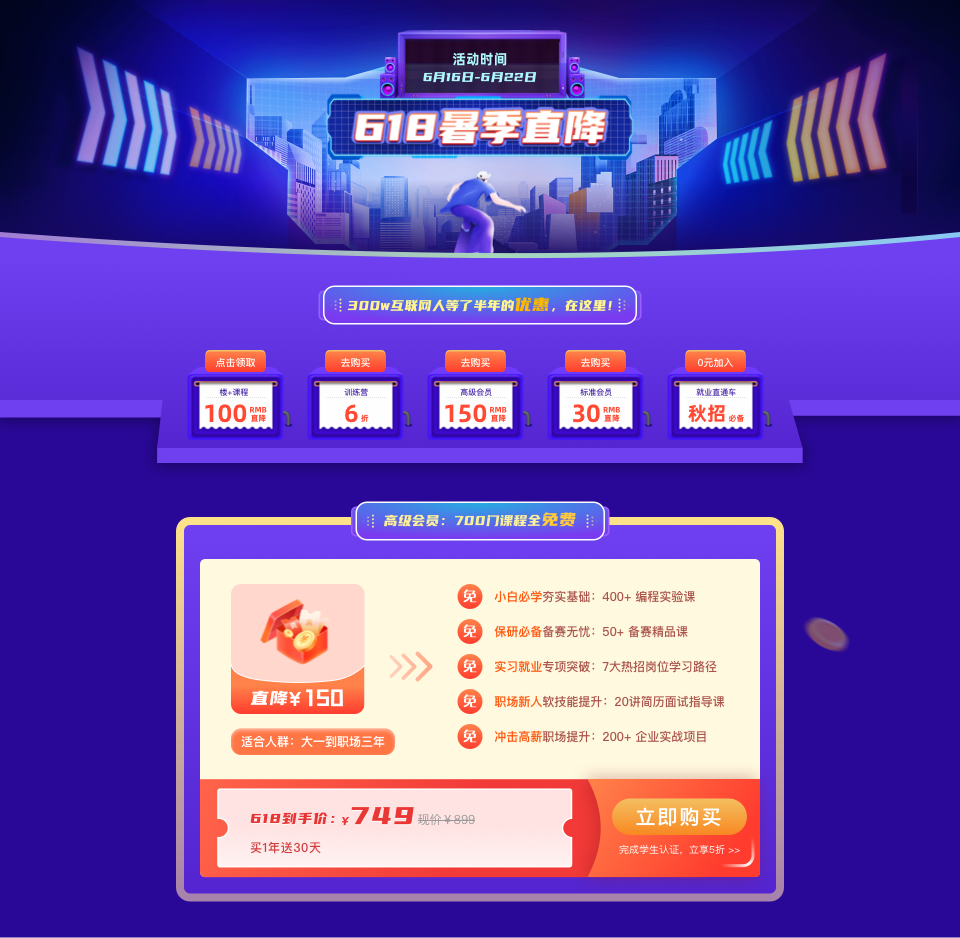 活动时间
6月16日-6月22日
618暑季直降
300w互联网人等了半年的优惠，在这里！
点击领取
去购买
去购买
去购买
0元加入
楼+课程
训练营
高级会员
标准会员
就业直通车
100 RMB直降
6折
150 RMB直降
30 RMB直降
秋招必备
高级会员：700门课程全免费
免 小白必学夯实基础：400+ 编程实验课
免 保研必备备赛无忧：50+ 备赛精品课
免 实习就业专项突破：7大热招岗位学习路径
免 职场新人软技能提升：20讲简历面试指导课
免 冲击高薪职场提升：200+ 企业实战项目
直降¥150
适合人群：大一到职场三年
618到手价：¥749 现价￥899
买1年送30天
立即购买
完成学生认证，立享5折 >>